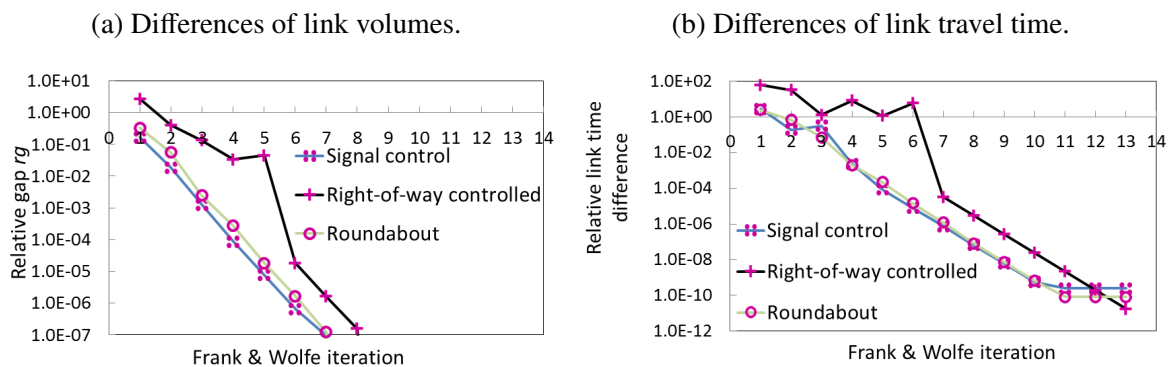 (a) Differences of link volumes.
1.0E+01
1.0E+00
1.0E-01
1.0E-02
1.0E-03
1.0E-04
1.0E-05
1.0E-06
1.0E-07
0 1 2 3 4 5 6 7 8 9 10 11 12 13 14
Relative gap rg
Signal control
Right-of-way controlled
Roundabout
Frank & Wolfe iteration
(b) Differences of link travel time.
1.0E+02
1.0E+00
1.0E-02
1.0E-04
1.0E-06
1.0E-08
1.0E-10
1.0E-12
0 1 2 3 4 5 6 7 8 9 10 11 12 13 14
Relative link time
difference
Signal control
Right-of-way controlled
Roundabout
Frank & Wolfe iteration